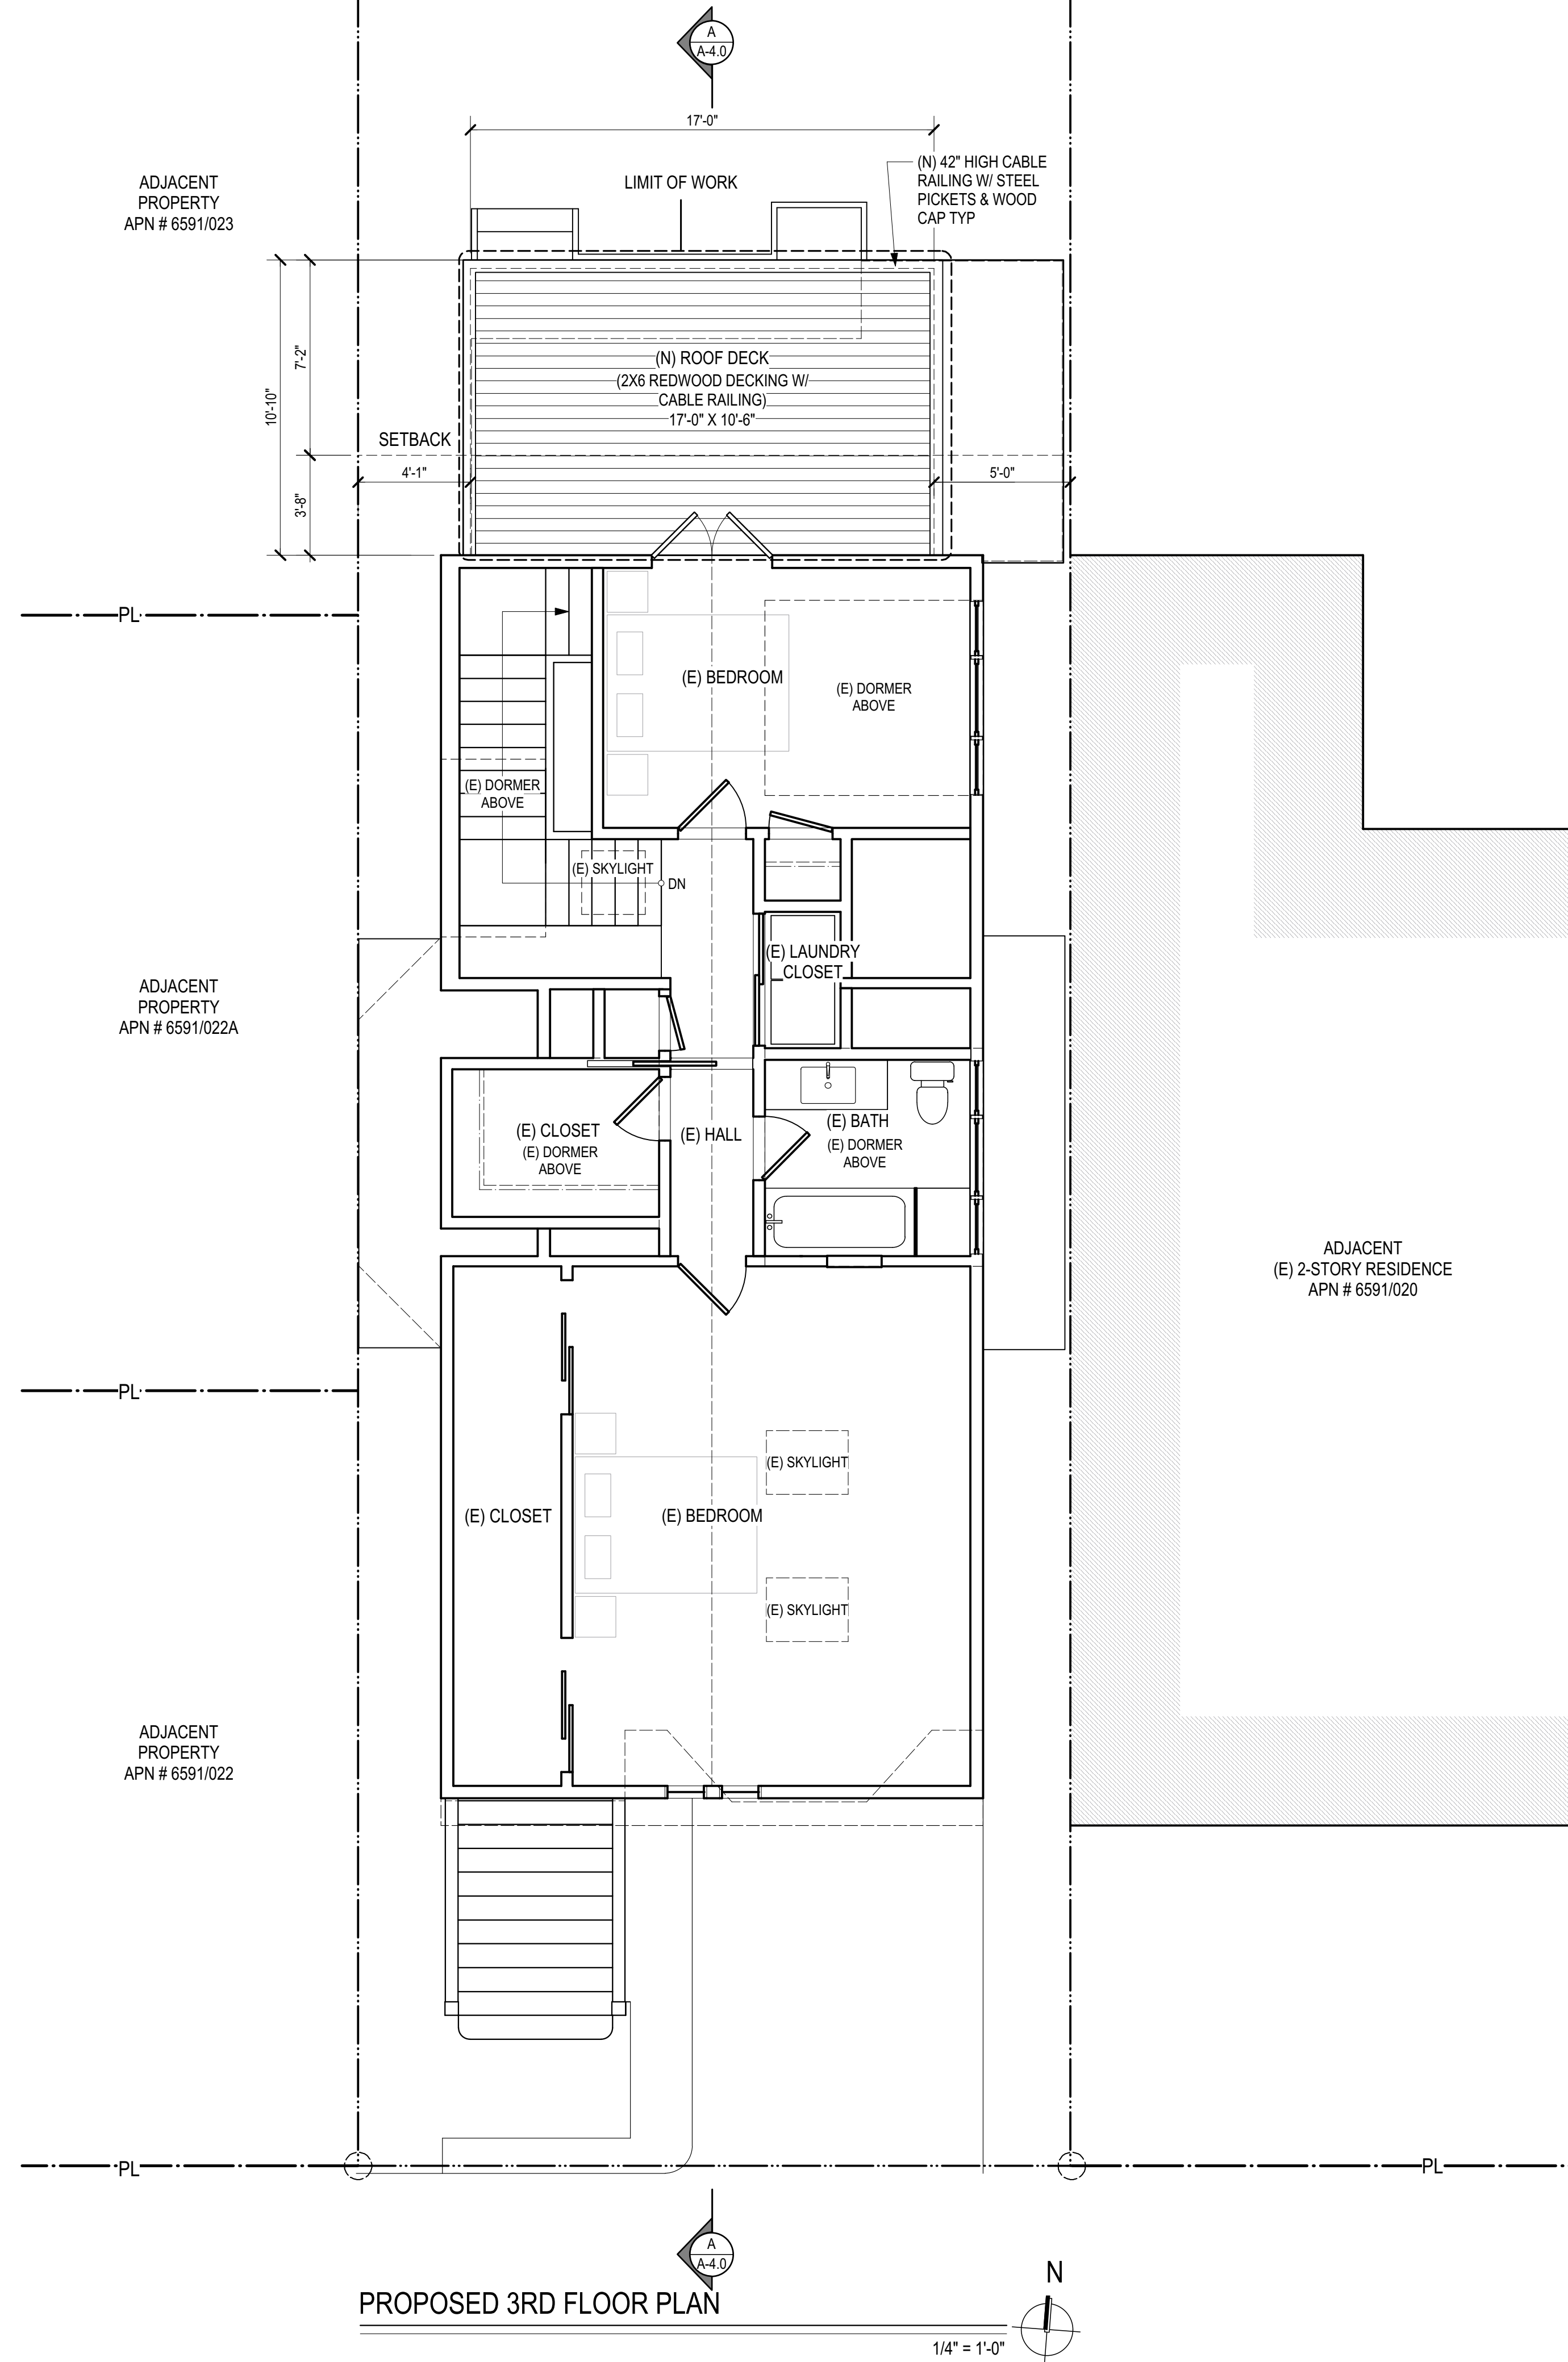 A
A-4.0
17'-0"
(N) 42" HIGH CABLE
RAILING W/ STEEL
PICKETS & WOOD
CAP TYP
LIMIT OF WORK
ADJACENT
PROPERTY
APN # 6591/023
10'-10"
7'-2"
3'-8"
(N) ROOF DECK
(2X6 REDWOOD DECKING W/
CABLE RAILING)
17'-0" X 10'-6"
SETBACK
4'-1"
5'-0"
PL
(E) BEDROOM
(E) DORMER
ABOVE
(E) DORMER
ABOVE
(E) SKYLIGHT
DN
(E) LAUNDRY
CLOSET
ADJACENT
PROPERTY
APN # 6591/022A
(E) CLOSET
(E) DORMER
ABOVE
(E) HALL
(E) BATH
(E) DORMER
ABOVE
ADJACENT
(E) 2-STORY RESIDENCE
APN # 6591/020
PL
(E) SKYLIGHT
(E) CLOSET
(E) BEDROOM
(E) SKYLIGHT
ADJACENT
PROPERTY
APN # 6591/022
PL
PL
A
A-4.0
PROPOSED 3RD FLOOR PLAN
N
1/4" = 1'-0"